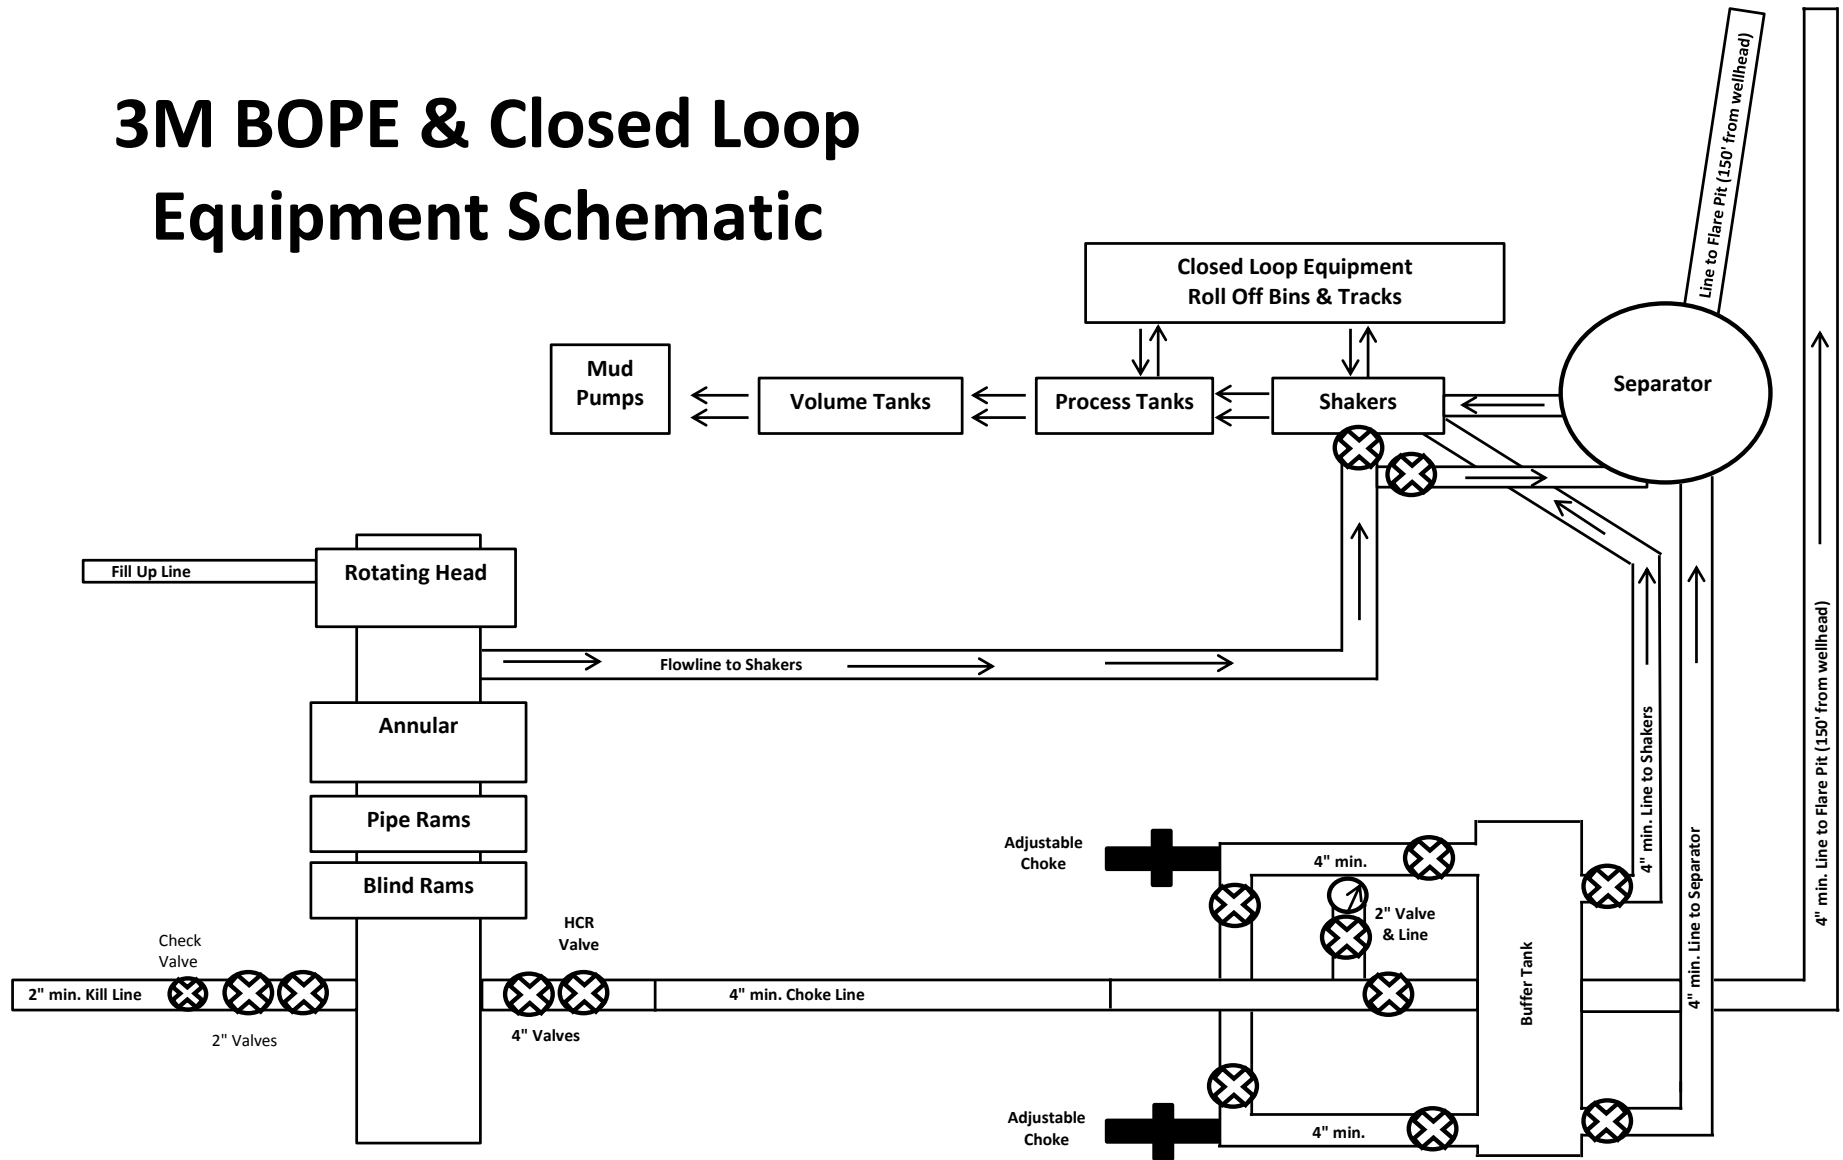 3M BOPE & Closed Loop
Equipment Schematic
Line to Flare Pit (150' from wellhead)
Closed Loop Equipment
Roll Off Bins & Tracks
Mud
Pumps
Volume Tanks
Process Tanks
Shakers
Separator
Fill Up Line
Rotating Head
Flowline to Shakers
Annular
Pipe Rams
Blind Rams
Adjustable
Choke
4" min.
2" Valve
& Line
4" min. Line to Shakers
4" min. Line to Separator
4" min. Line to Flare Pit (150' from wellhead)
Check
Valve
HCR
Valve
2" min. Kill Line
4" min. Choke Line
2" Valves
4" Valves
Buffer Tank
Adjustable
Choke
4" min.